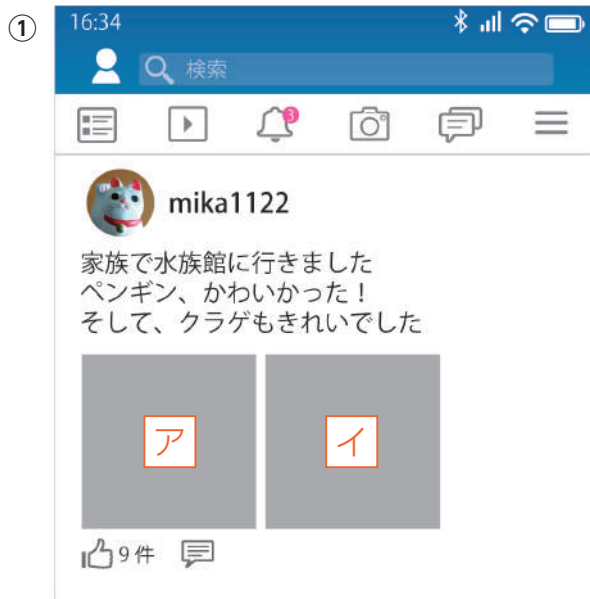 ①
16:34
検索
3
mika1122
家族で水族館に行きました
ペンギン、かわいかった！
そして、クラゲもきれいでした
ア イ
9件